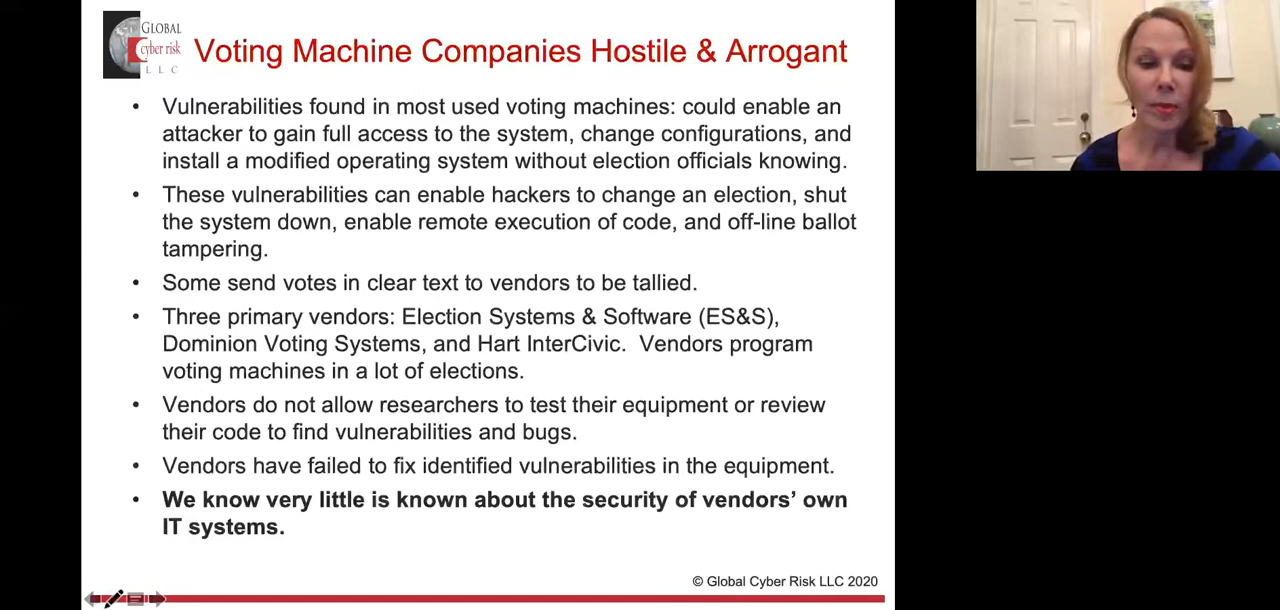 GLOBAL
cyber risk
LLC
Voting Machine Companies Hostile & Arrogant
• Vulnerabilities found in most used voting machines: could enable an
attacker to gain full access to the system, change configurations, and
install a modified operating system without election officials knowing.
• These vulnerabilities can enable hackers to change an election, shut
the system down, enable remote execution of code, and off-line ballot
tampering.
• Some send votes in clear text to vendors to be tallied.
• Three primary vendors: Election Systems & Software (ES&S),
Dominion Voting Systems, and Hart InterCivic.  Vendors program
voting machines in a lot of elections.
• Vendors do not allow researchers to test their equipment or review
their code to find vulnerabilities and bugs.
• Vendors have failed to fix identified vulnerabilities in the equipment.
• We know very little is known about the security of vendors’ own
IT systems.
© Global Cyber Risk LLC 2020